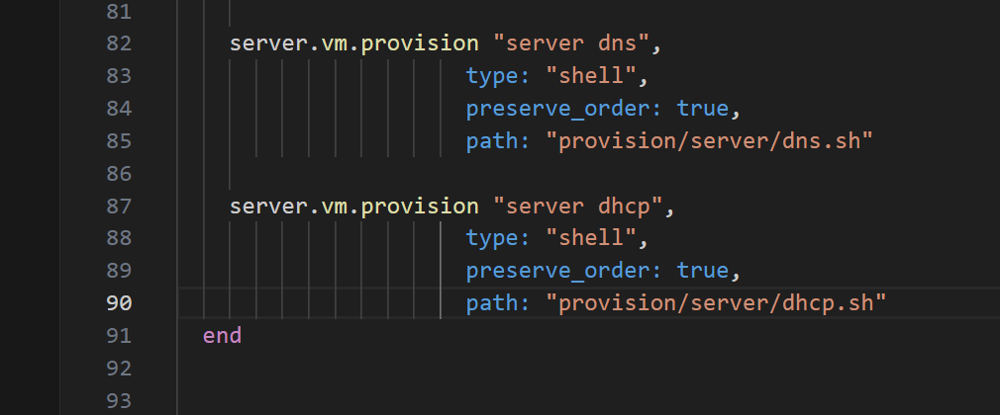 81
82 server.vm.provision "server dns",
83 type: "shell",
84 preserve_order: true,
85 path: "provision/server/dns.sh"
86
87 server.vm.provision "server dhcp",
88 type: "shell",
89 preserve_order: true,
90 path: "provision/server/dhcp.sh"
91 end
92
93